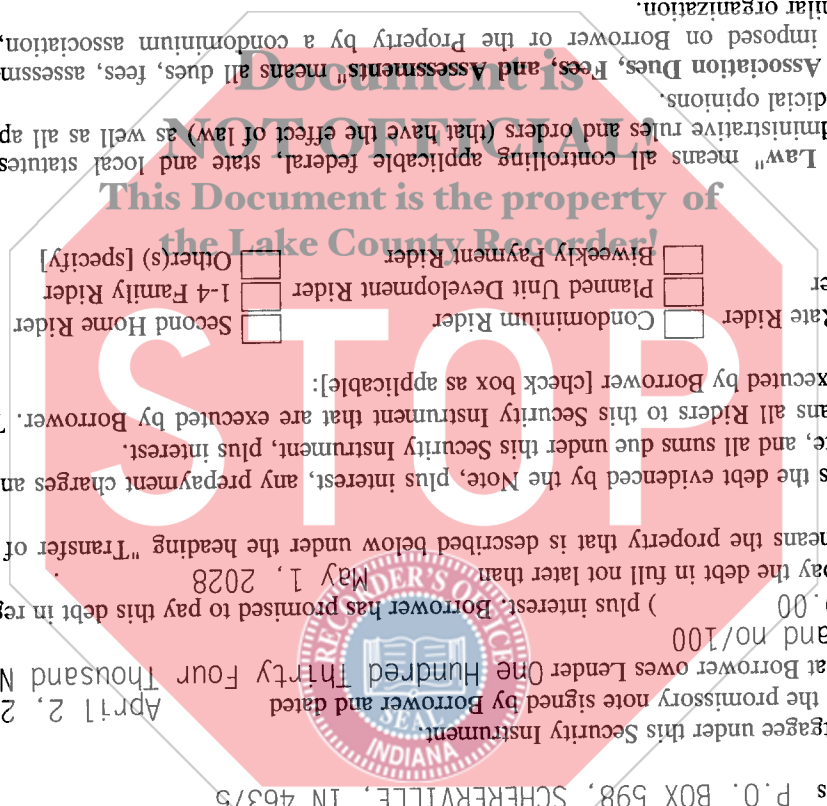 s P.O. BOX 598, SCHERERVILLE, IN 46375
tgagee under this Security Instrument.
the promissory note signed by Borrower and dated April 2, 2
at Borrower owes Lender One Hundred Thirty Four Thousand N
and no/100
.00 ) plus interest. Borrower has promised to pay this debt in reg
pay the debt in full not later than May 1, 2028 .
means the property that is described below under the heading "Transfer of
s the debt evidenced by the Note, plus interest, any prepayment charges an
te, and all sums due under this Security Instrument, plus interest.
ans all Riders to this Security Instrument that are executed by Borrower. T
xecuted by Borrower [check box as applicable]:
Rate Rider Condominium Rider Second Home Rider
er Planned Unit Development Rider 1-4 Family Rider
Biweekly Payment Rider Other(s) [specify]
Law" means all controlling applicable federal, state and local statutes
dministrative rules and orders (that have the effect of law) as well as all ap
dicial opinions.
Association Dues, Fees, and Assessments" means all dues, fees, assessm
imposed on Borrower or the Property by a condominium association,
ilar organization.
Document is
NOT OFFICIAL!
This Document is the property of
the Lake County Recorder!
STOP
RECORDER'S OFFICE
SEAL
INDIANA